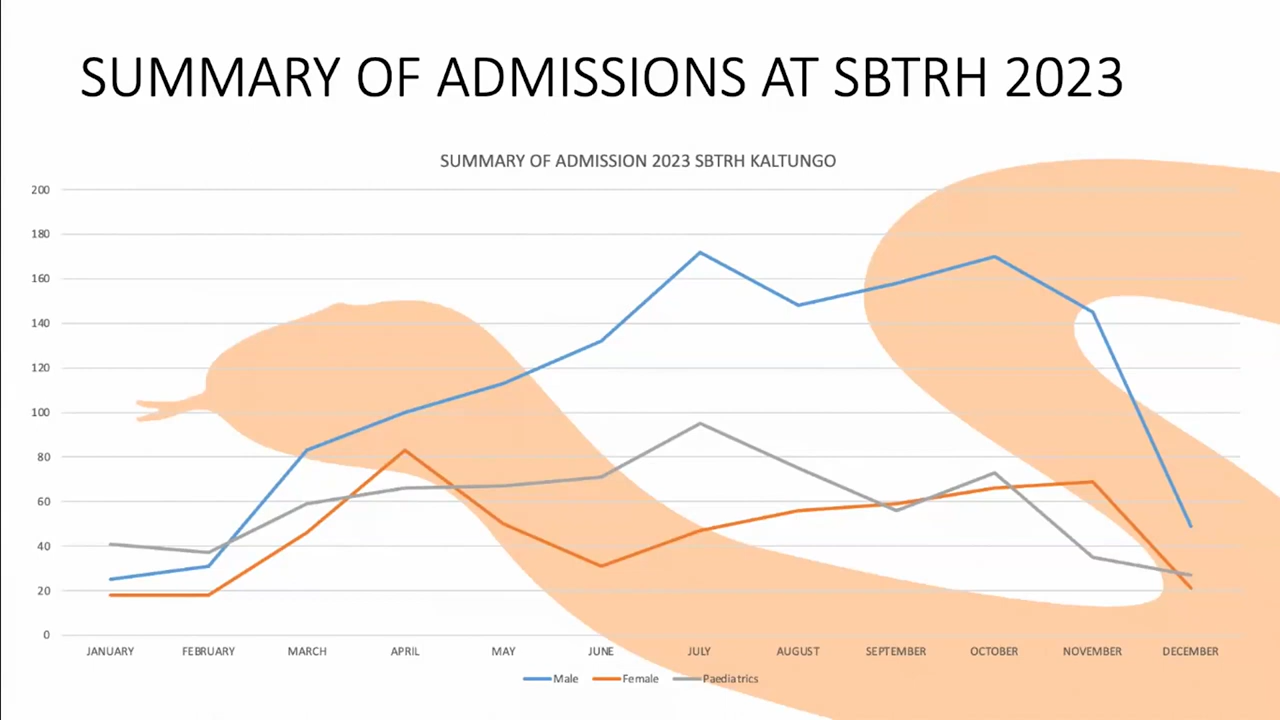 SUMMARY OF ADMISSIONS AT SBTRH 2023
SUMMARY OF ADMISSION 2023 SBTRH KALTUNGO
200
180
160
140
120
100
80
60
40
20
0
JANUARY FEBRUARY MARCH APRIL MAY JUNE JULY AUGUST SEPTEMBER OCTOBER NOVEMBER DECEMBER
Male Female Paediatrics